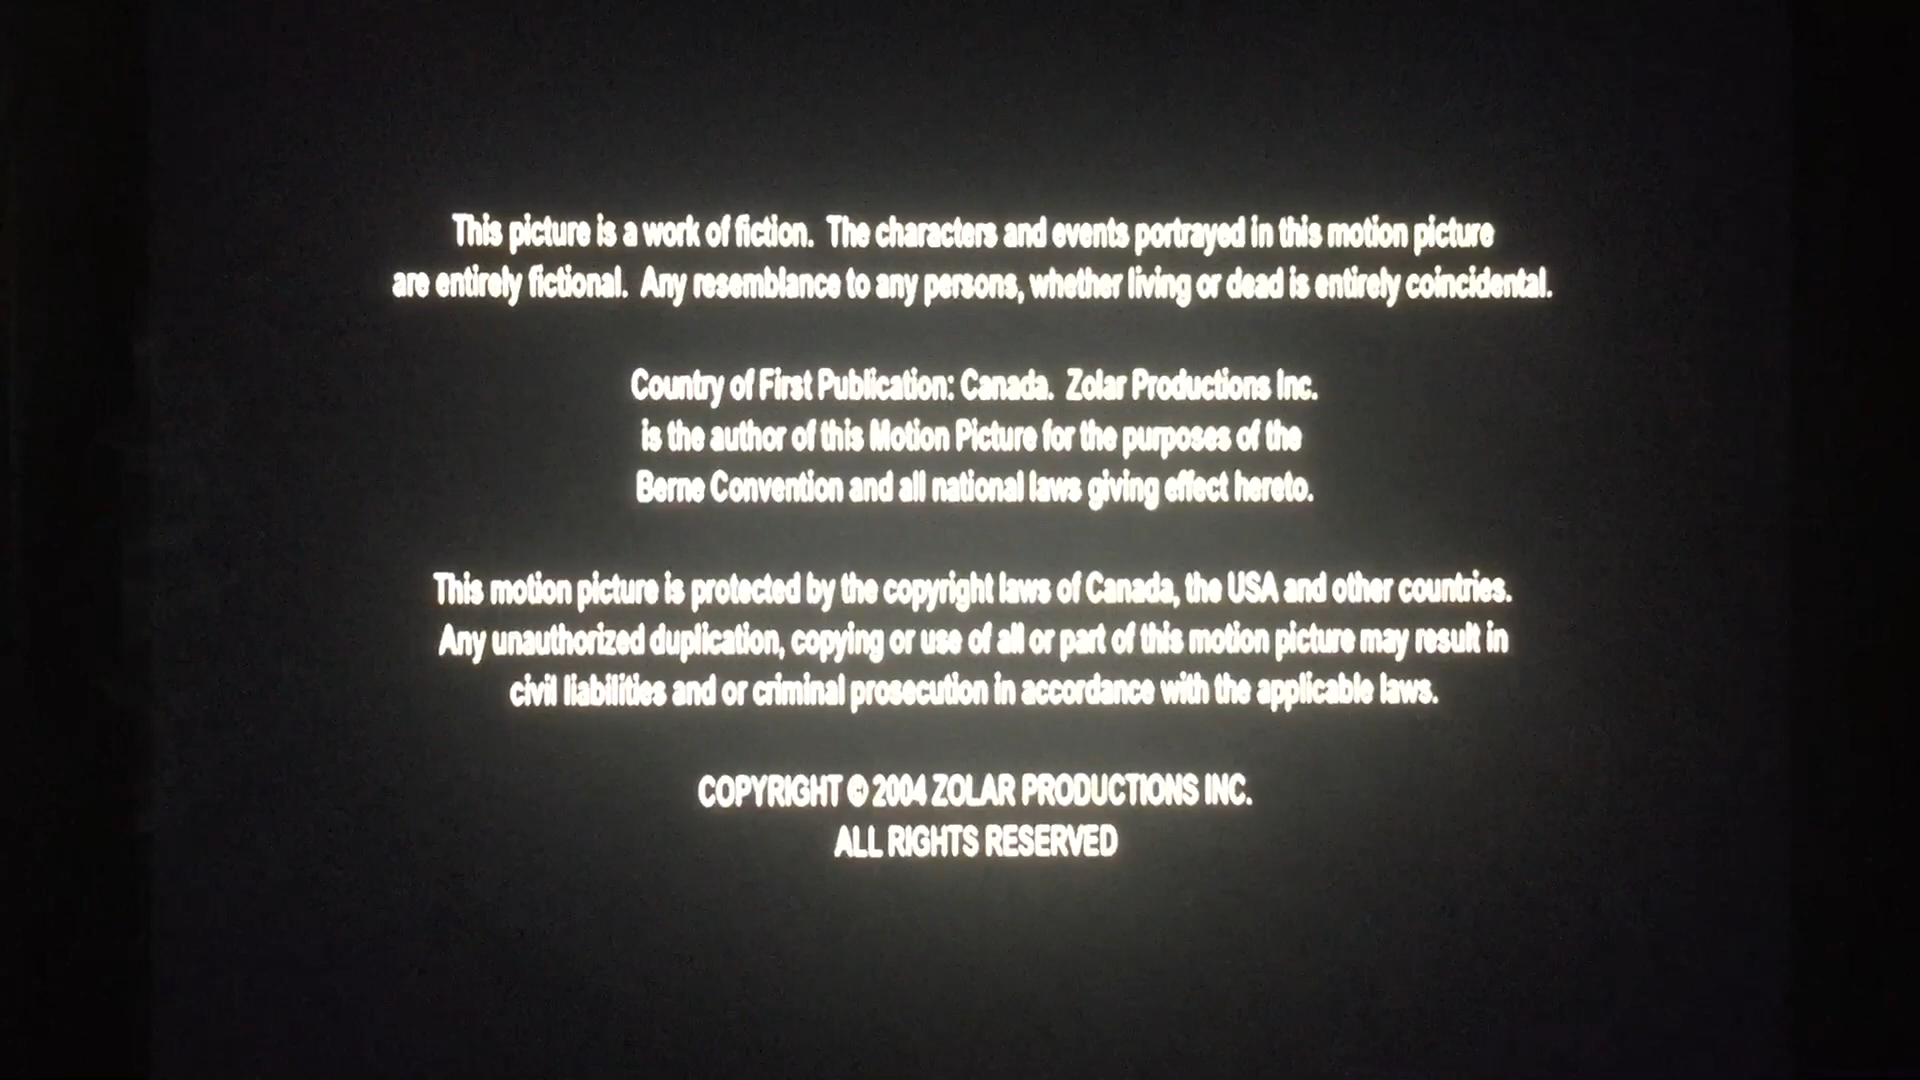 This picture is a work of fiction.  The characters and events portrayed in this motion picture
are entirely fictional.  Any resemblance to any persons, whether living or dead is entirely coincidental.
Country of First Publication: Canada.  Zolar Productions Inc.
is the author of this Motion Picture for the purposes of the
Berne Convention and all national laws giving effect hereto.
This motion picture is protected by the copyright laws of Canada, the USA and other countries.
Any unauthorized duplication, copying or use of all or part of this motion picture may result in
civil liabilities and or criminal prosecution in accordance with the applicable laws.
COPYRIGHT © 2004 ZOLAR PRODUCTIONS INC.
ALL RIGHTS RESERVED